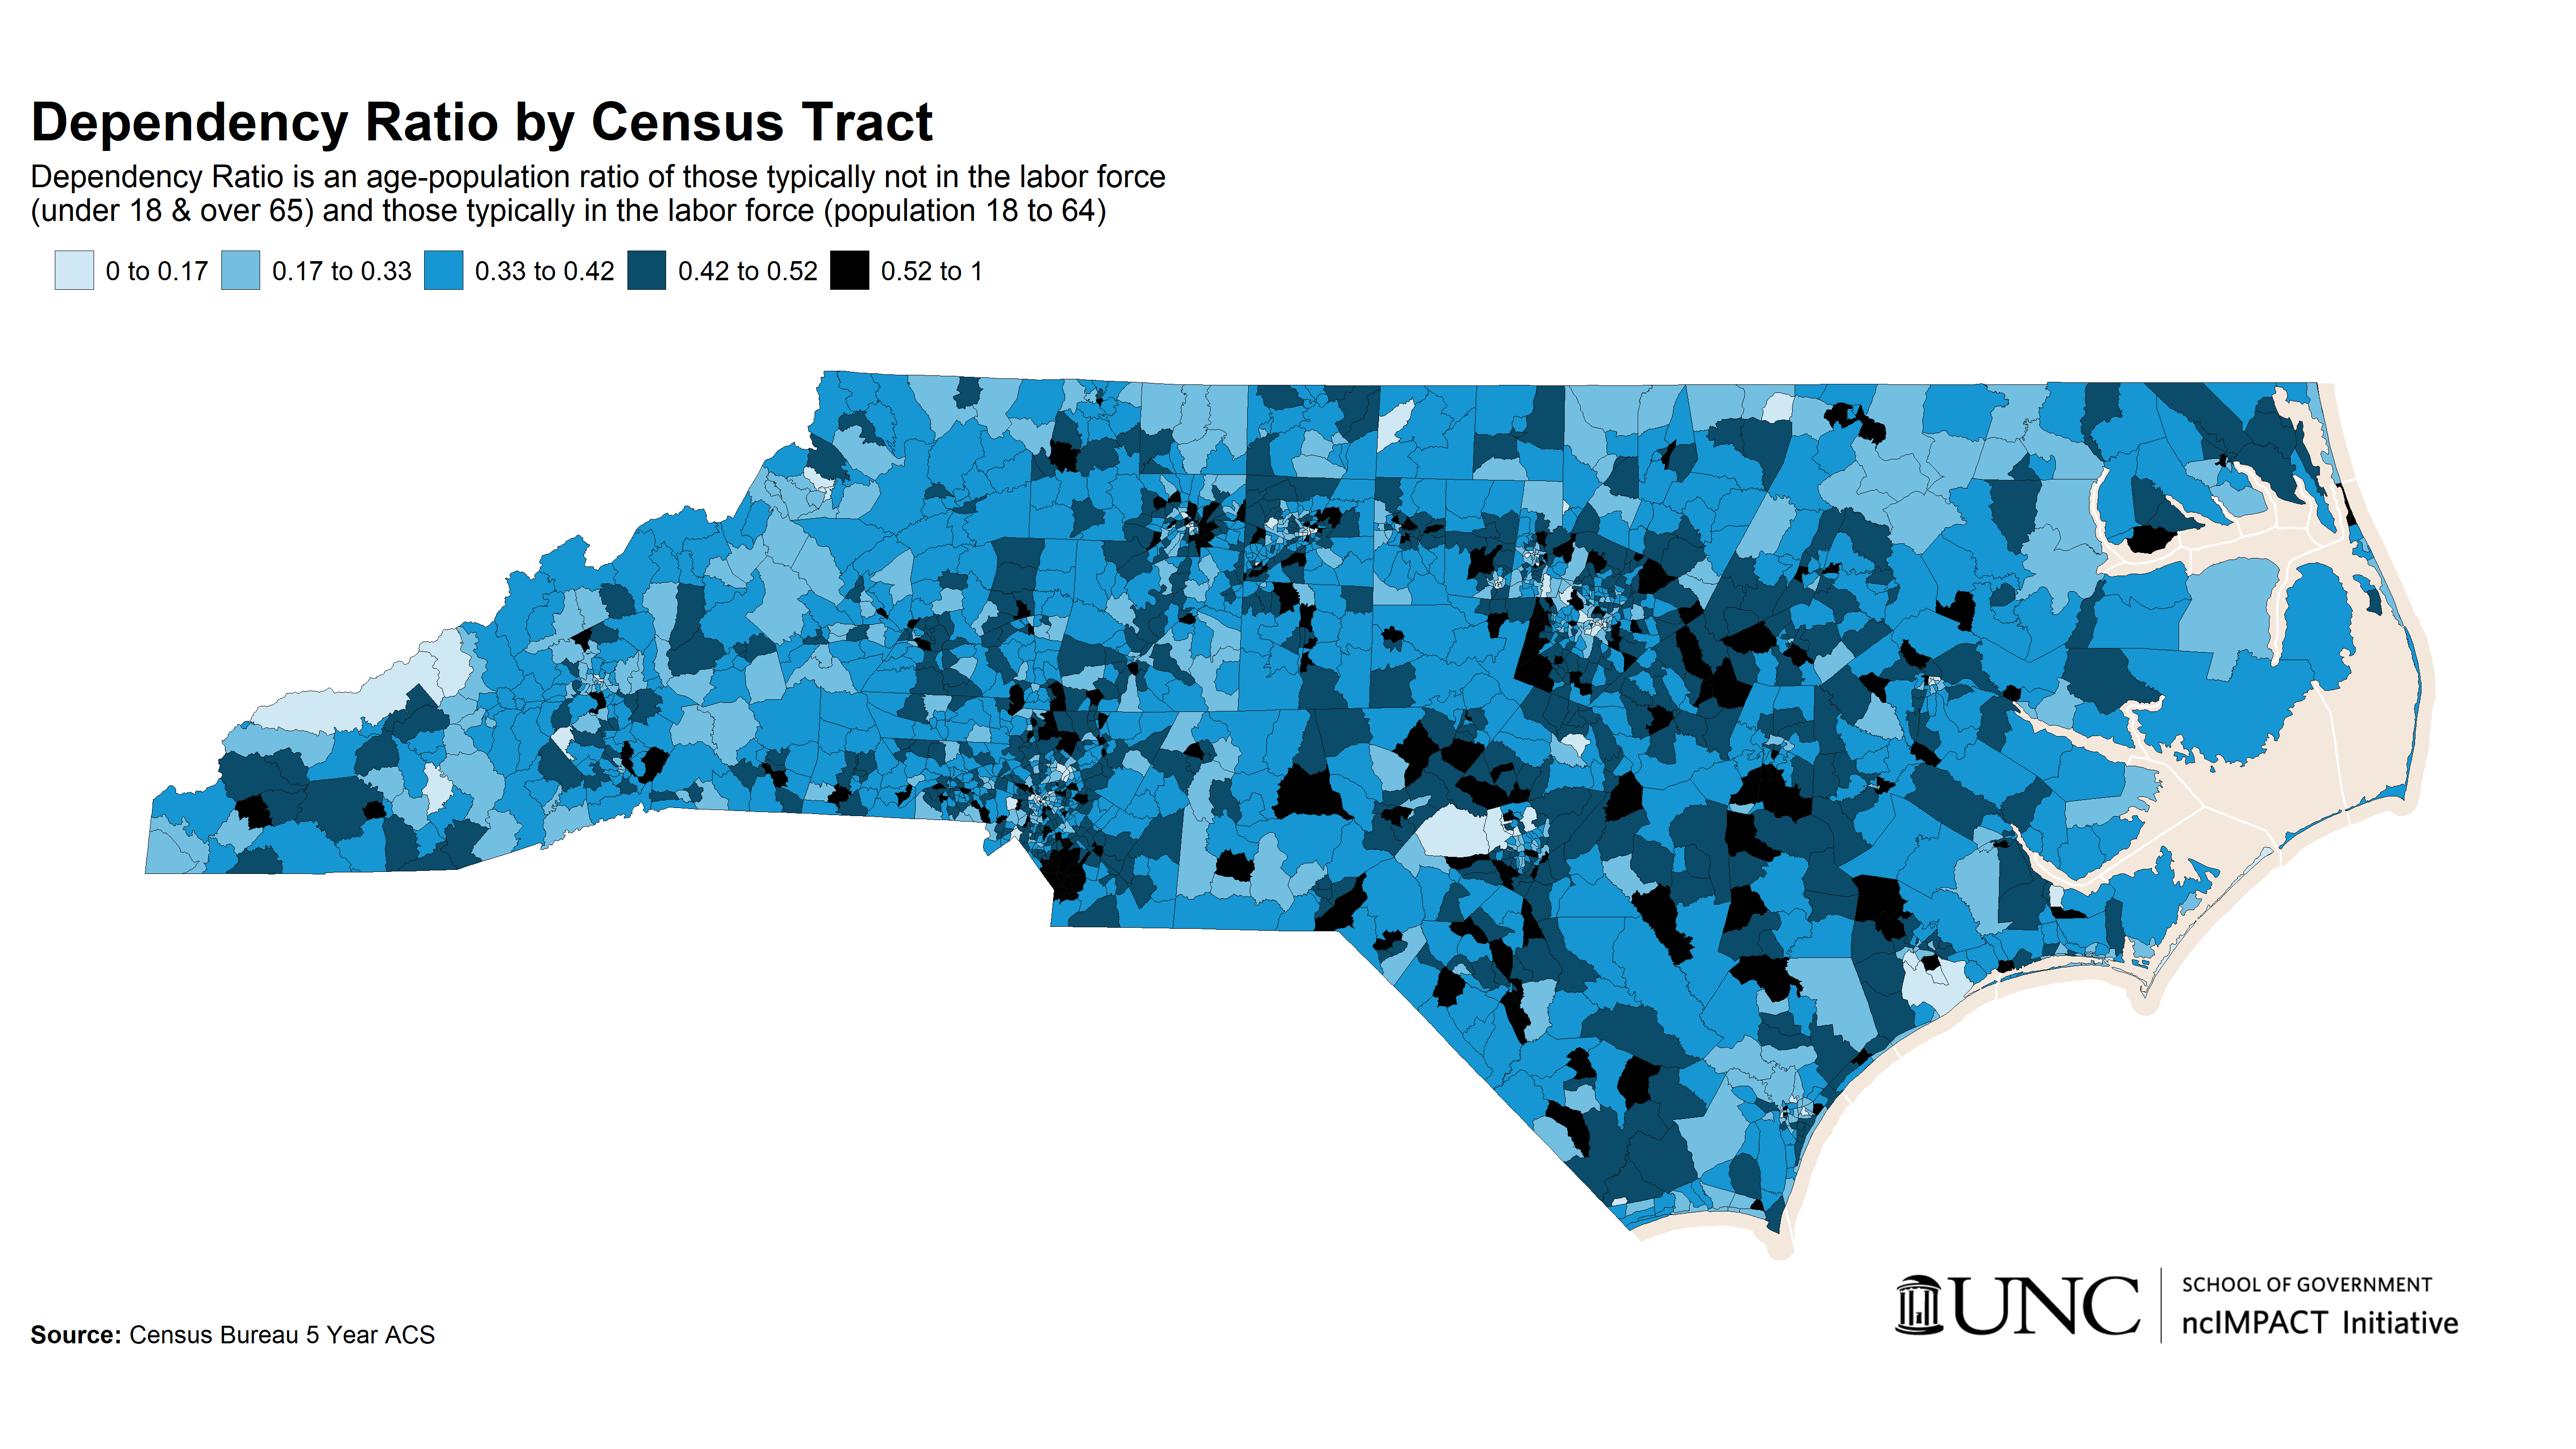 Dependency Ratio by Census Tract
Dependency Ratio is an age-population ratio of those typically not in the labor force
(under 18 & over 65) and those typically in the labor force (population 18 to 64)
0 to 0.17 0.17 to 0.33 0.33 to 0.42 0.42 to 0.52 0.52 to 1
Source: Census Bureau 5 Year ACS
UNC
SCHOOL OF GOVERNMENT
ncIMPACT Initiative